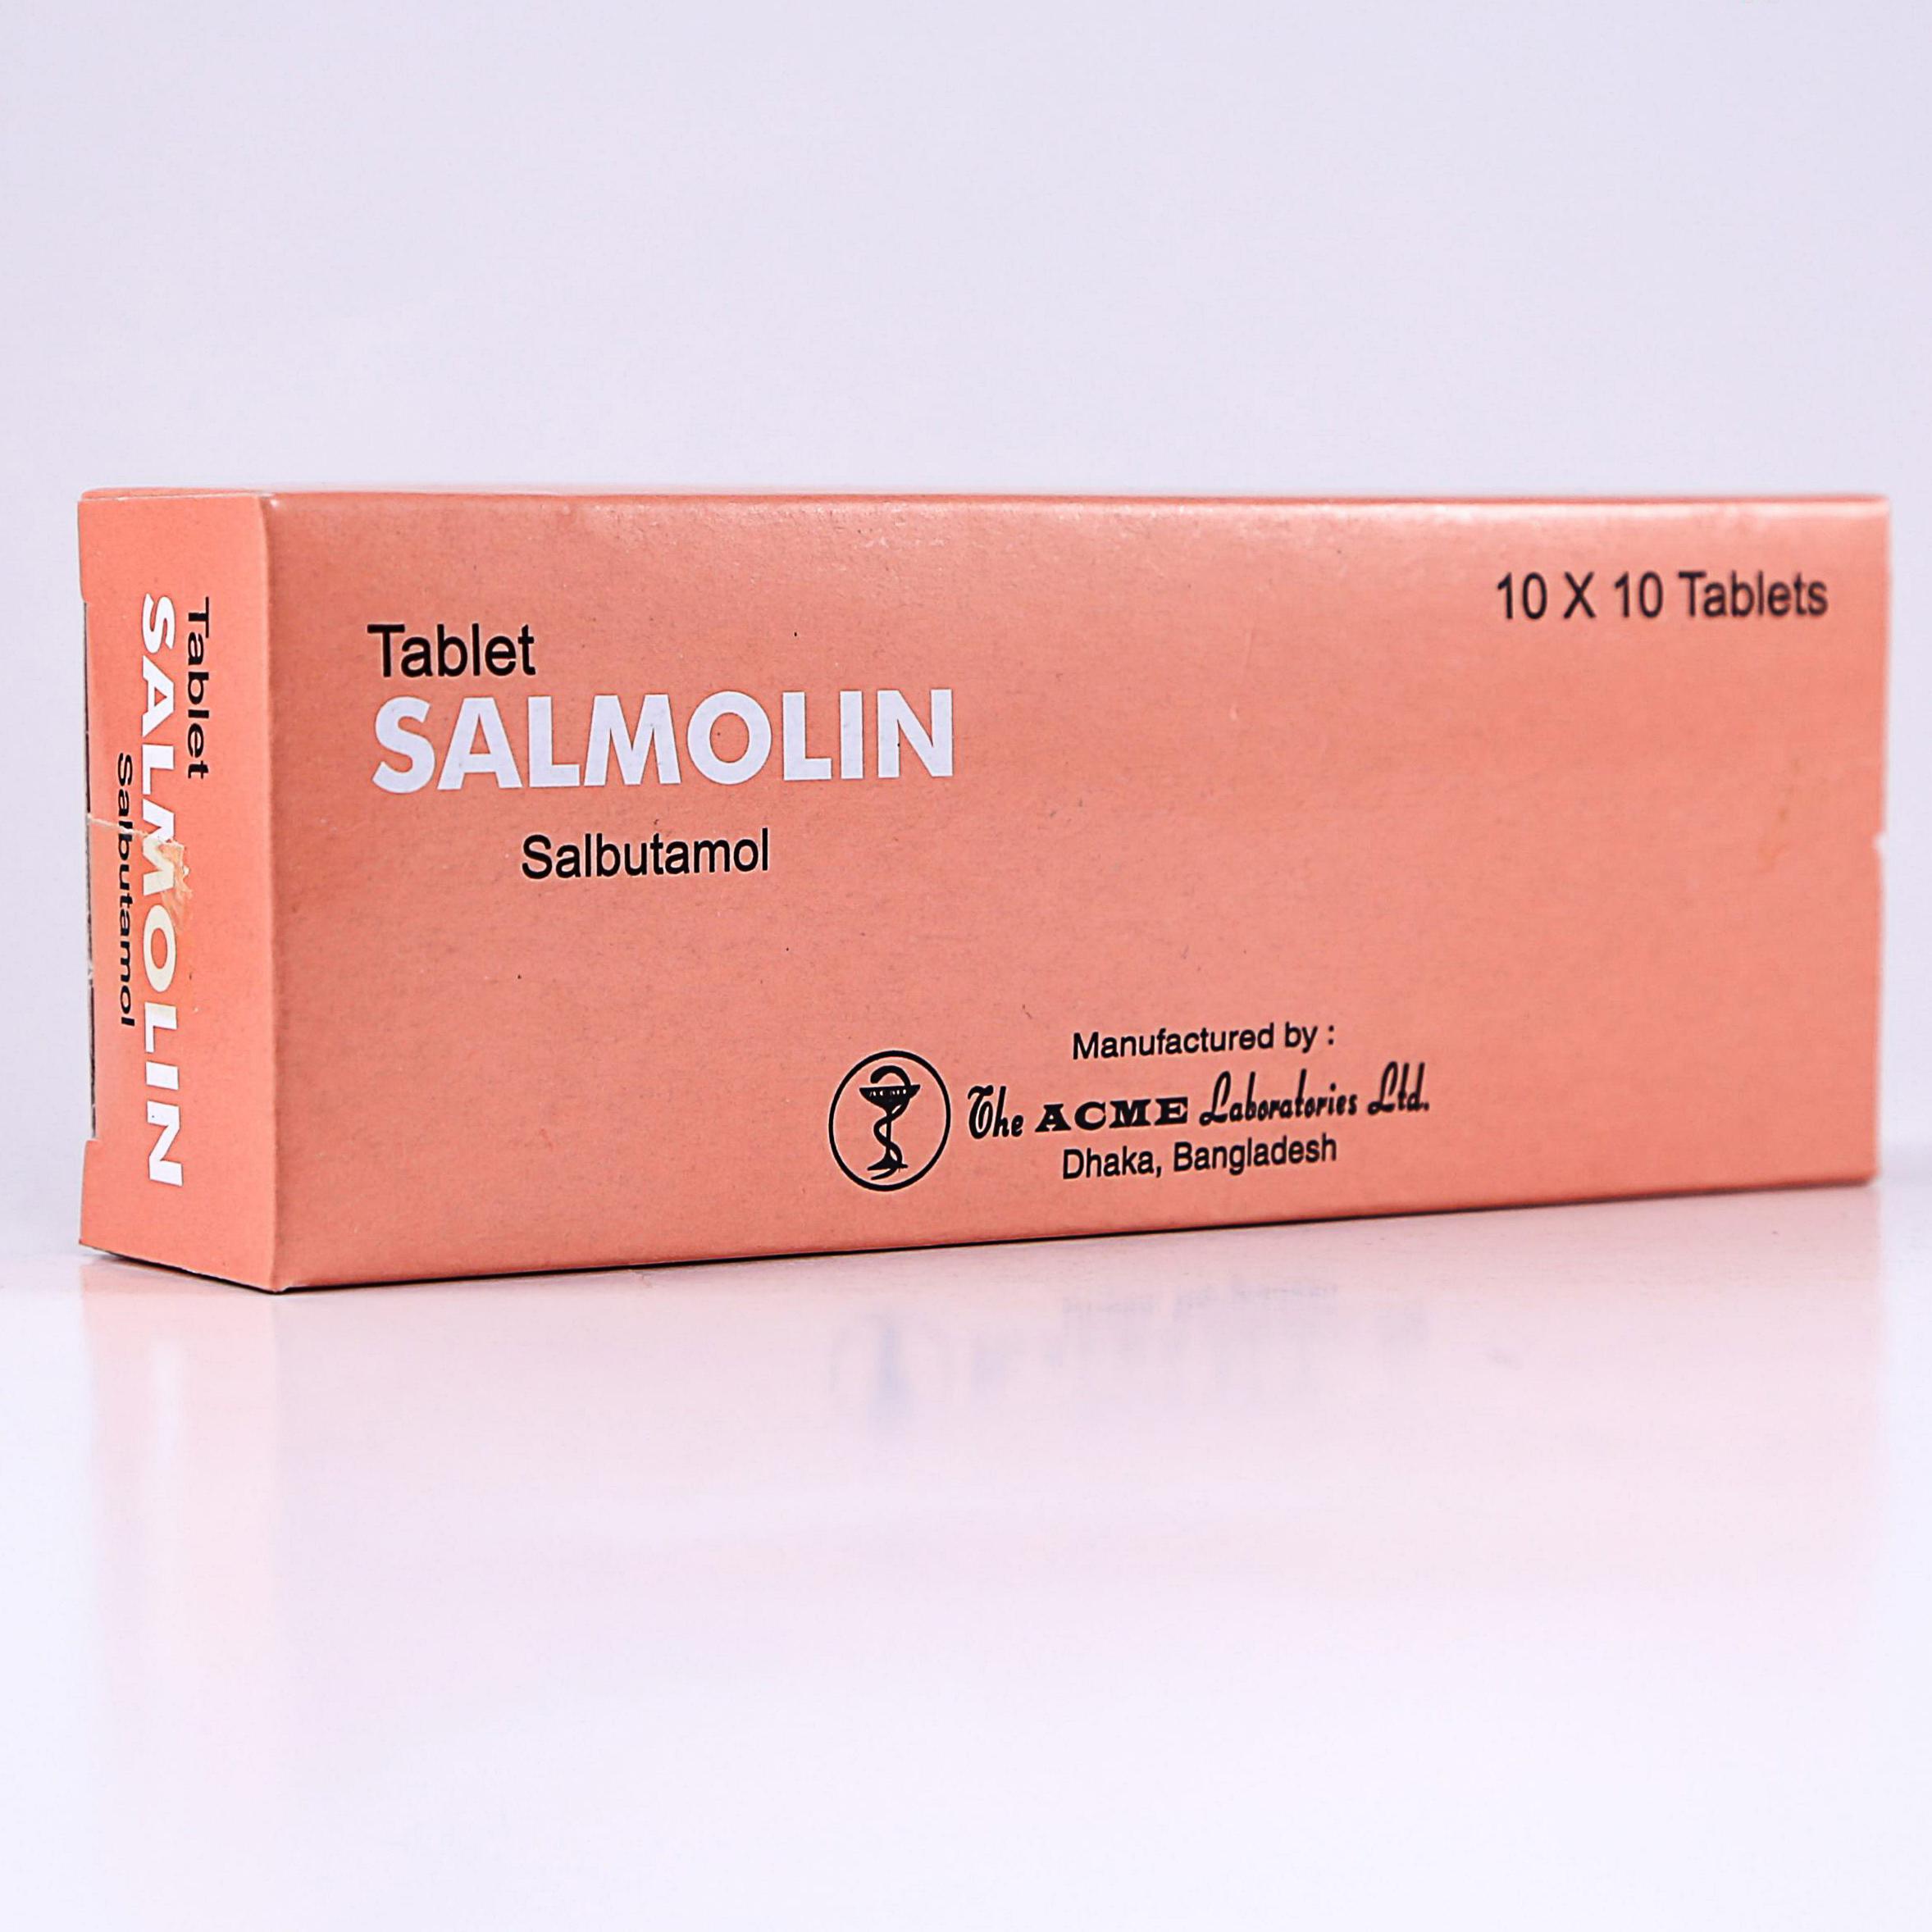 Tablet
SALMOLIN
Salbutamol
Tablet
SALMOLIN
Salbutamol
10 X 10 Tablets
Manufactured by :
The ACME Laboratories Ltd.
Dhaka, Bangladesh